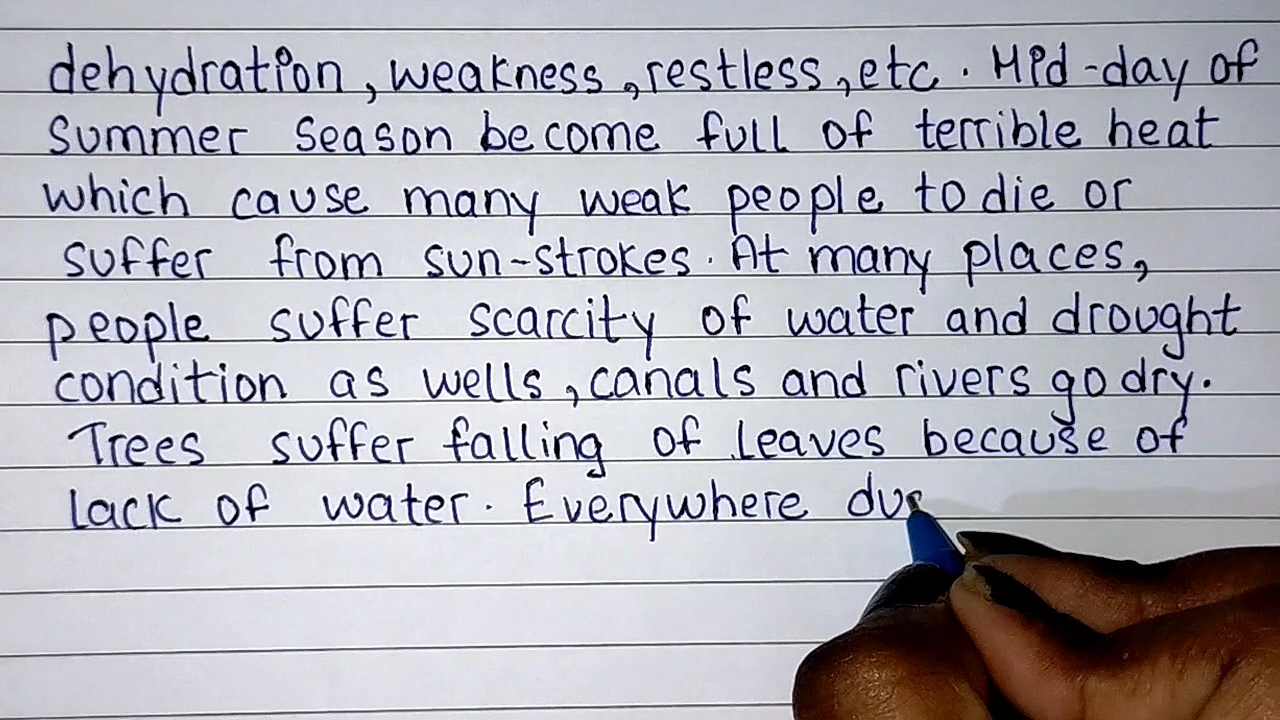 dehydration, weakness, restless, etc. Mid-day of
Summer season become full of terrible heat
which cause many weak people to die or
suffer from sun-strokes. At many places,
people suffer scarcity of water and drought
condition as wells, canals and rivers go dry.
Trees suffer falling of leaves because of
lack of water. Everywhere